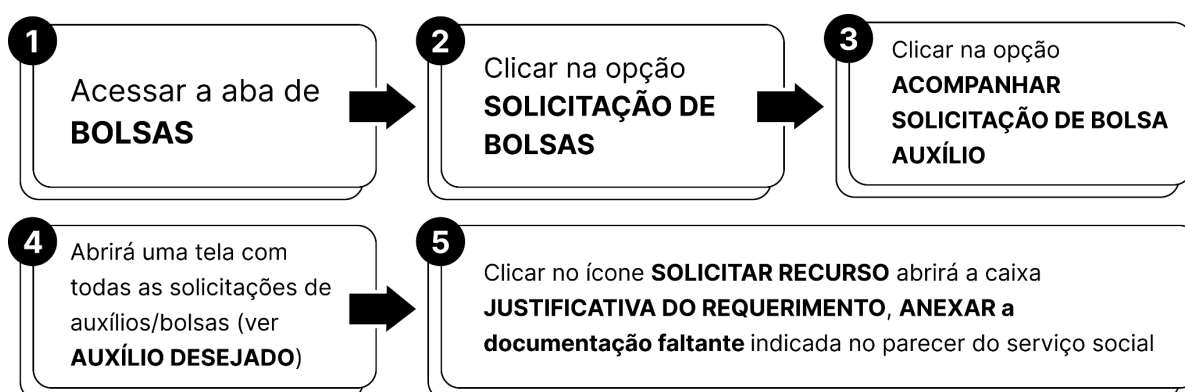 1
Acessar a aba de
BOLSAS
2
Clicar na opção
SOLICITAÇÃO DE
BOLSAS
3
Clicar na opção
ACOMPANHAR
SOLICITAÇÃO DE BOLSA
AUXÍLIO
4
Abrirá uma tela com
todas as solicitações de
auxílios/bolsas (ver
AUXÍLIO DESEJADO)
5
Clicar no ícone SOLICITAR RECURSO abrirá a caixa
JUSTIFICATIVA DO REQUERIMENTO, ANEXAR a
documentação faltante indicada no parecer do serviço social